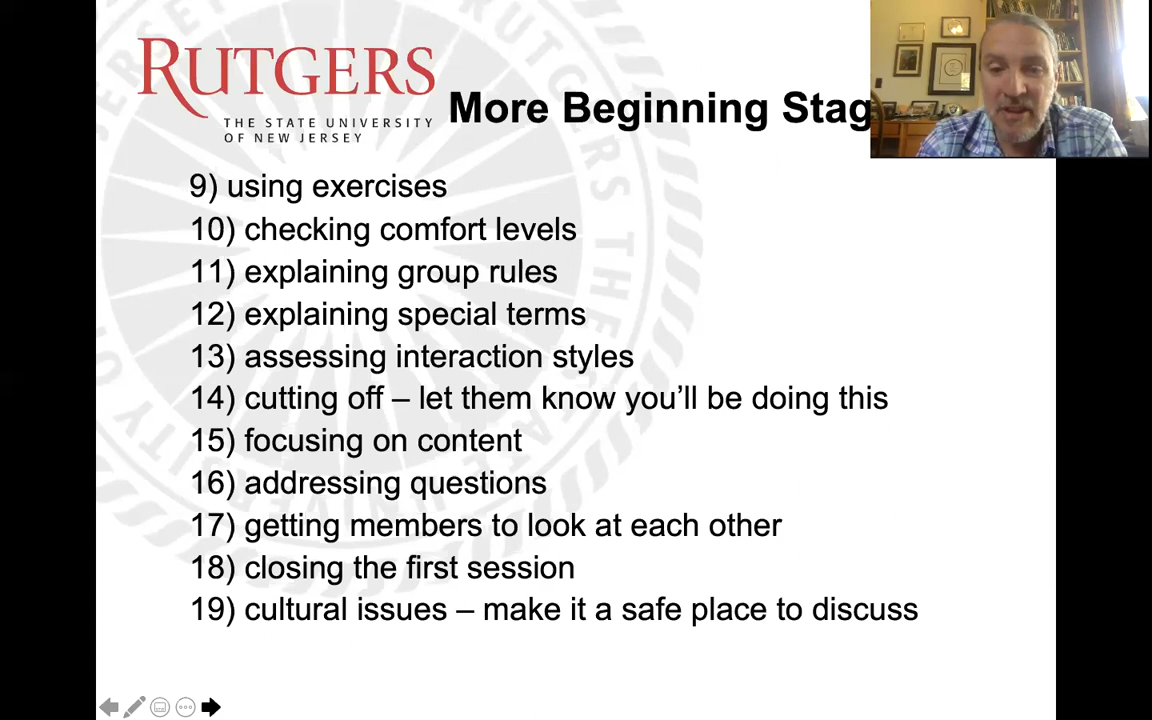 RUTGERS
THE STATE UNIVERSITY
OF NEW JERSEY
More Beginning Stag
9) using exercises
10) checking comfort levels
11) explaining group rules
12) explaining special terms
13) assessing interaction styles
14) cutting off – let them know you’ll be doing this
15) focusing on content
16) addressing questions
17) getting members to look at each other
18) closing the first session
19) cultural issues – make it a safe place to discuss